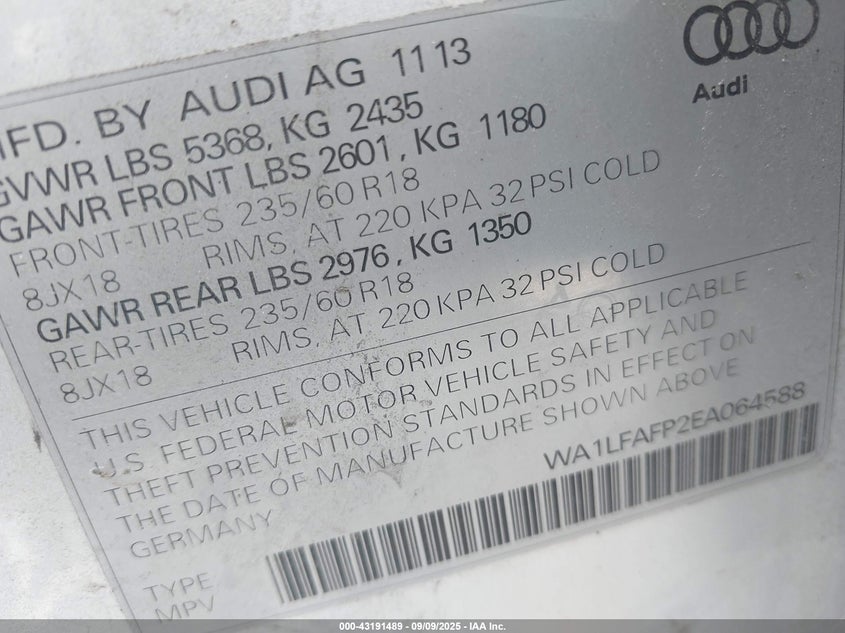 MFD. BY AUDI AG 11 13
GVWR LBS 5368, KG 2435
GAWR FRONT LBS 2601, KG 1180
FRONT-TIRES 235/60 R18
8JX18 RIMS, AT 220 KPA 32 PSI COLD
GAWR REAR LBS 2976, KG 1350
REAR-TIRES 235/60 R18
8JX18 RIMS, AT 220 KPA 32 PSI COLD
Audi
THIS VEHICLE CONFORMS TO ALL APPLICABLE
U.S. FEDERAL MOTOR VEHICLE SAFETY AND
THEFT PREVENTION STANDARDS IN EFFECT ON
THE DATE OF MANUFACTURE SHOWN ABOVE
GERMANY
WA1LFAFP2EA064588
TYPE
MPV
000-43191489 - 09/09/2025 - IAA Inc.